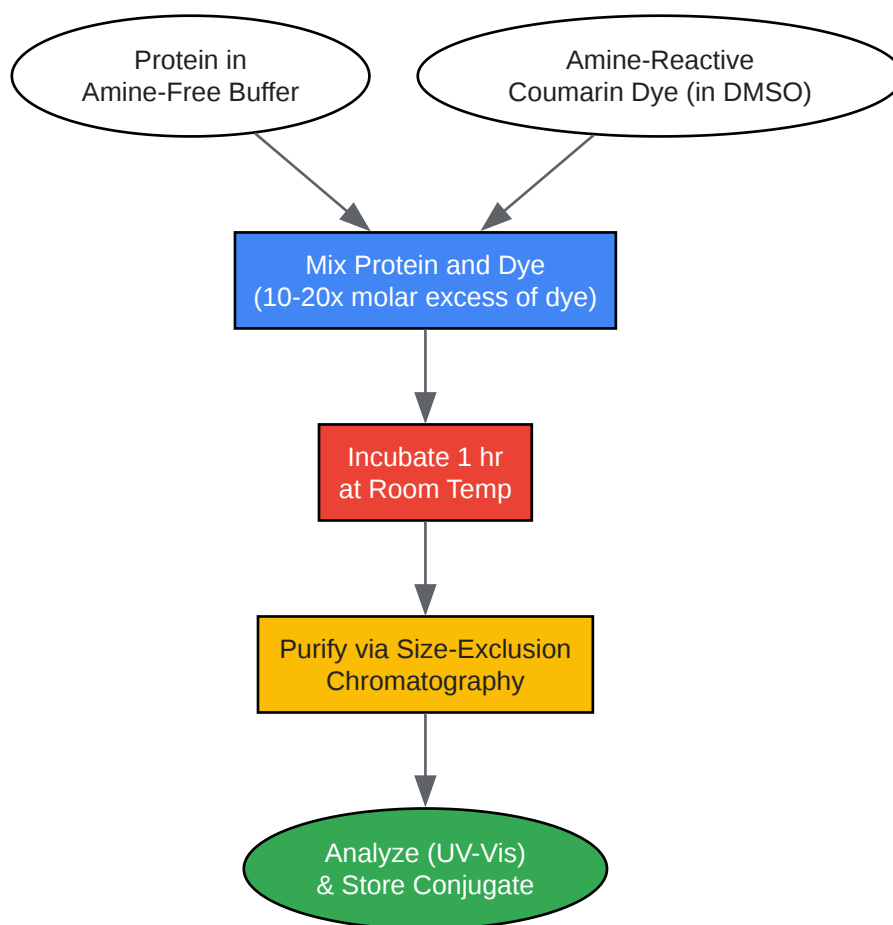 Protein in
Amine-Free Buffer
Amine-Reactive
Coumarin Dye (in DMSO)
Mix Protein and Dye
(10-20x molar excess of dye)
Incubate 1 hr
at Room Temp
Purify via Size-Exclusion
Chromatography
Analyze (UV-Vis)
& Store Conjugate